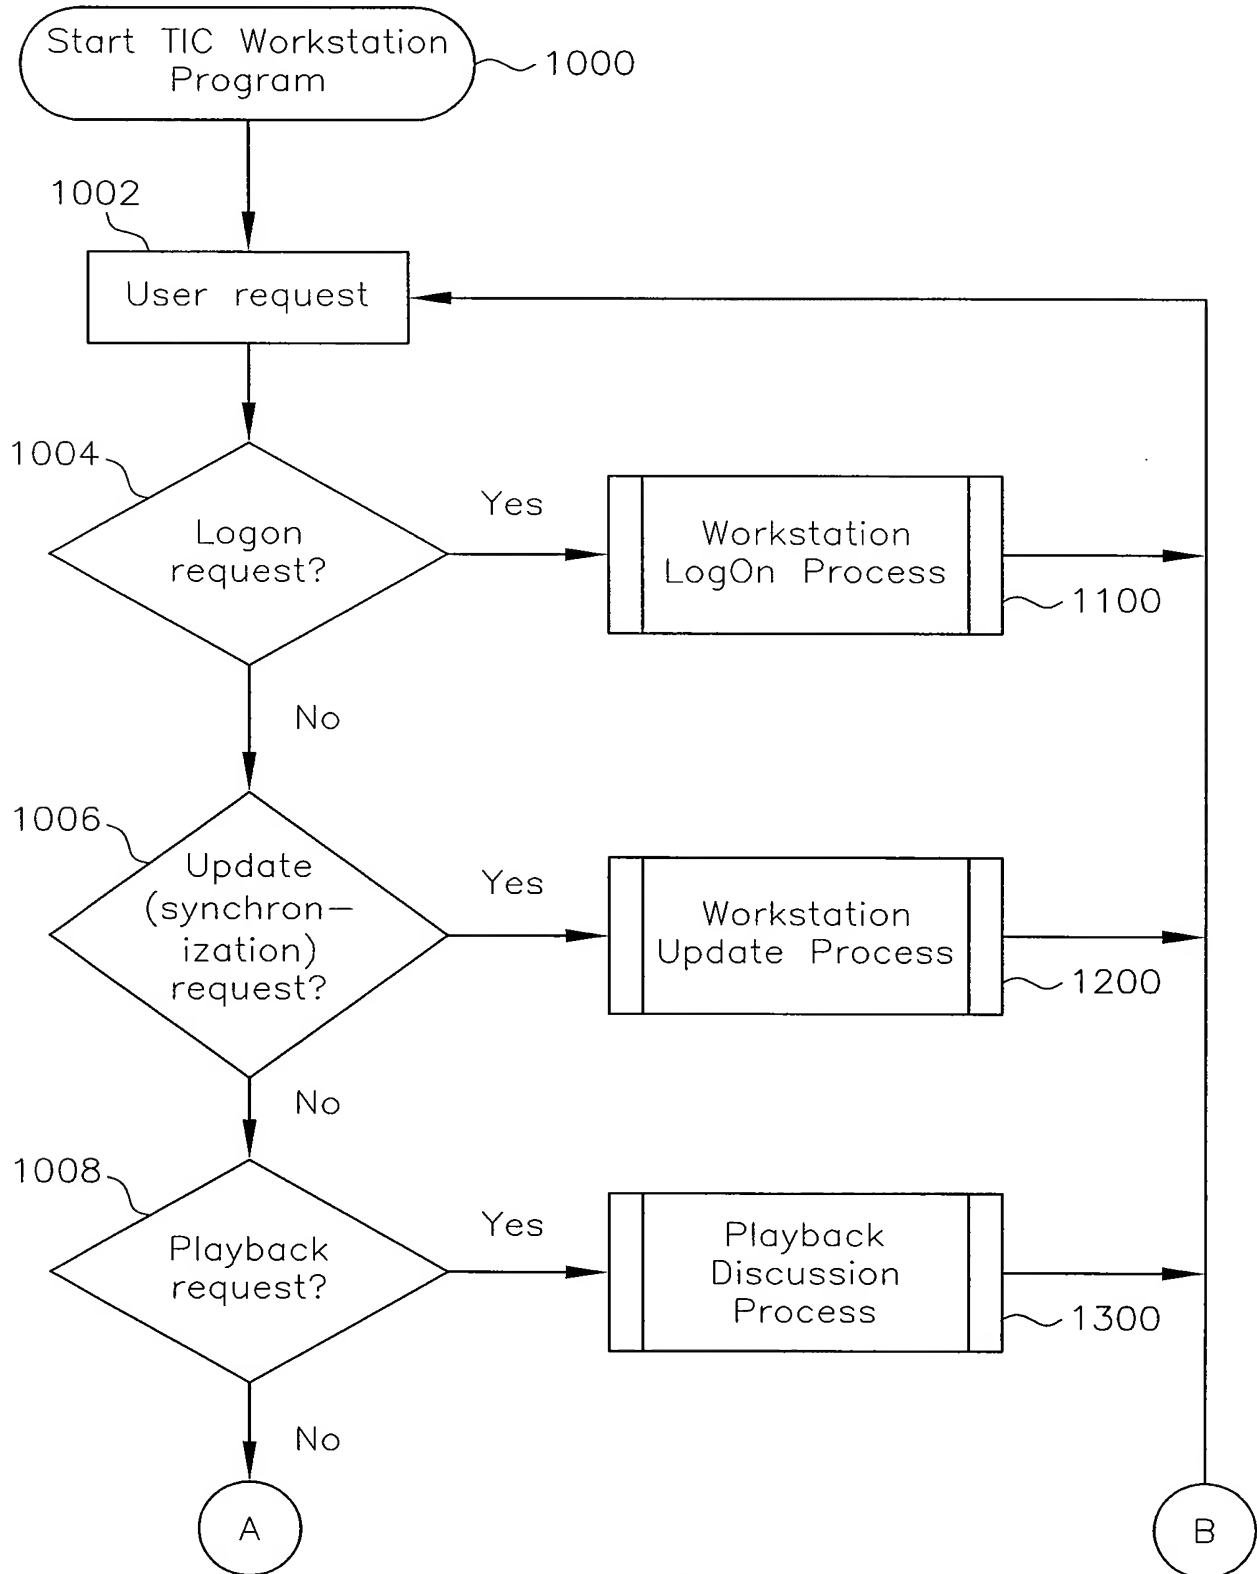 Start TIC Workstation
Program
1000
1002
User request
1004
Logon
request?
Yes
Workstation
LogOn Process
1100
No
1006
Update
(synchron-
ization)
request?
Yes
Workstation
Update Process
1200
No
1008
Playback
request?
Yes
Playback
Discussion
Process
1300
No
A
B